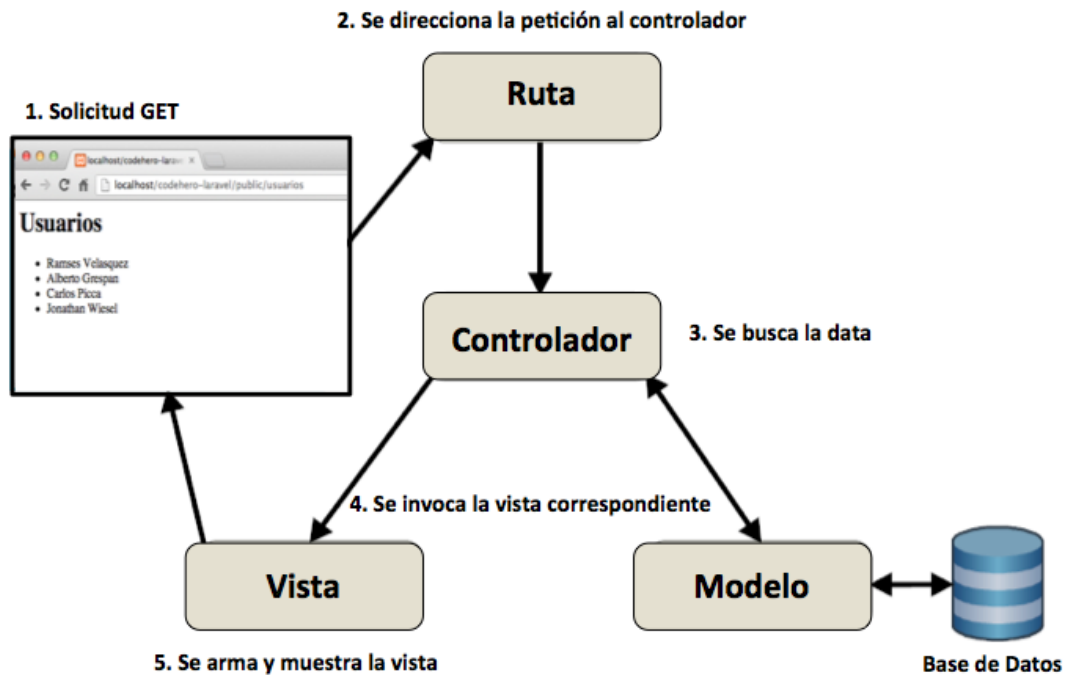 2. Se direcciona la petición al controlador
Ruta
1. Solicitud GET
localhost/codehero-larave
localhost/codehero-laravel/public/usuarios
Usuarios
Ramses Velasquez
Alberto Grespan
Carlos Picca
Jonathan Wiesel
Controlador
3. Se busca la data
4. Se invoca la vista correspondiente
Vista
Modelo
5. Se arma y muestra la vista
Base de Datos